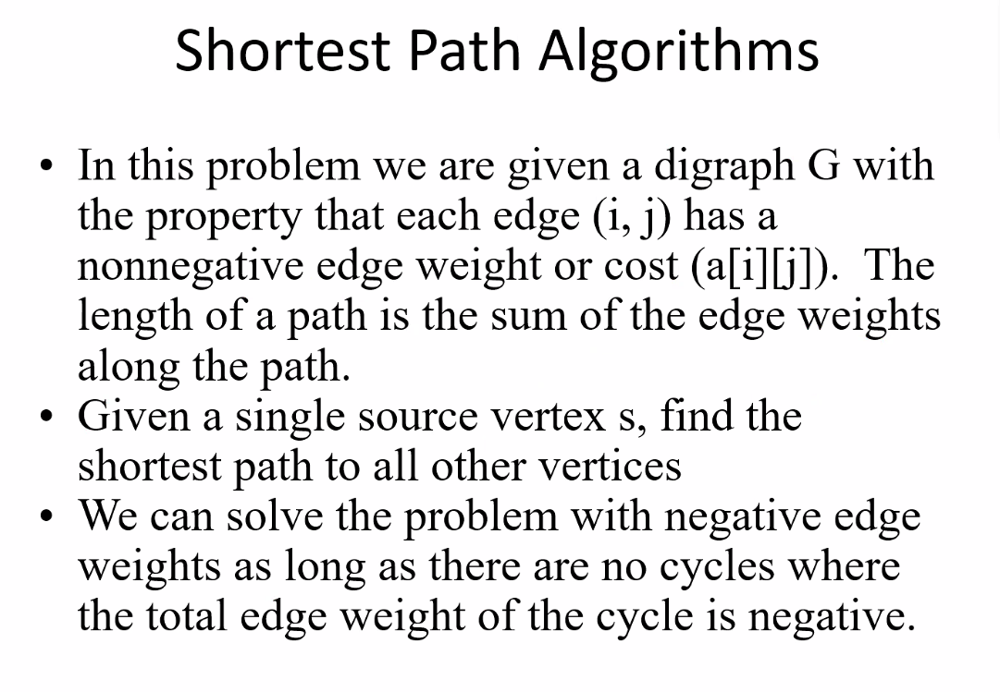 Shortest Path Algorithms
• In this problem we are given a digraph G with
the property that each edge (i, j) has a
nonnegative edge weight or cost (a[i][j]).  The
length of a path is the sum of the edge weights
along the path.
• Given a single source vertex s, find the
shortest path to all other vertices
• We can solve the problem with negative edge
weights as long as there are no cycles where
the total edge weight of the cycle is negative.